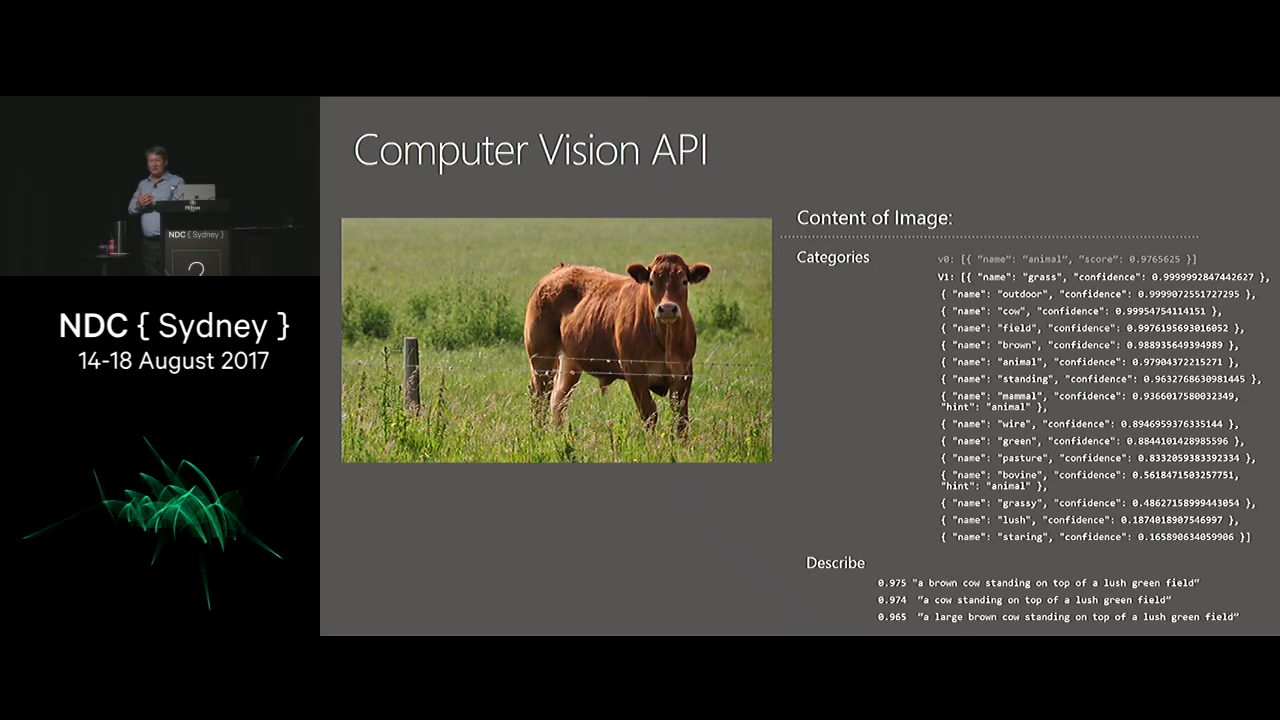 Computer Vision API
Hilton
NDC { Sydney }
2
NDC { Sydney }
14-18 August 2017
Content of Image:
Categories
v0: [{ "name": "animal", "score": 0.9765625 }]
V1: [{ "name": "grass", "confidence": 0.9999992847442627 },
{ "name": "outdoor", "confidence": 0.9999072551727295 },
{ "name": "cow", "confidence": 0.99954754114151 },
{ "name": "field", "confidence": 0.9976195693016052 },
{ "name": "brown", "confidence": 0.988935649394989 },
{ "name": "animal", "confidence": 0.97904372215271 },
{ "name": "standing", "confidence": 0.9632768630981445 },
{ "name": "mammal", "confidence": 0.9366017580032349,
"hint": "animal" },
{ "name": "wire", "confidence": 0.8946959376335144 },
{ "name": "green", "confidence": 0.8844101428985596 },
{ "name": "pasture", "confidence": 0.8332059383392334 },
{ "name": "bovine", "confidence": 0.5618471503257751,
"hint": "animal" },
{ "name": "grassy", "confidence": 0.48627158999443054 },
{ "name": "lush", "confidence": 0.1874018907546997 },
{ "name": "staring", "confidence": 0.165890634059906 }]
Describe
0.975 "a brown cow standing on top of a lush green field"
0.974 "a cow standing on top of a lush green field"
0.965 "a large brown cow standing on top of a lush green field"